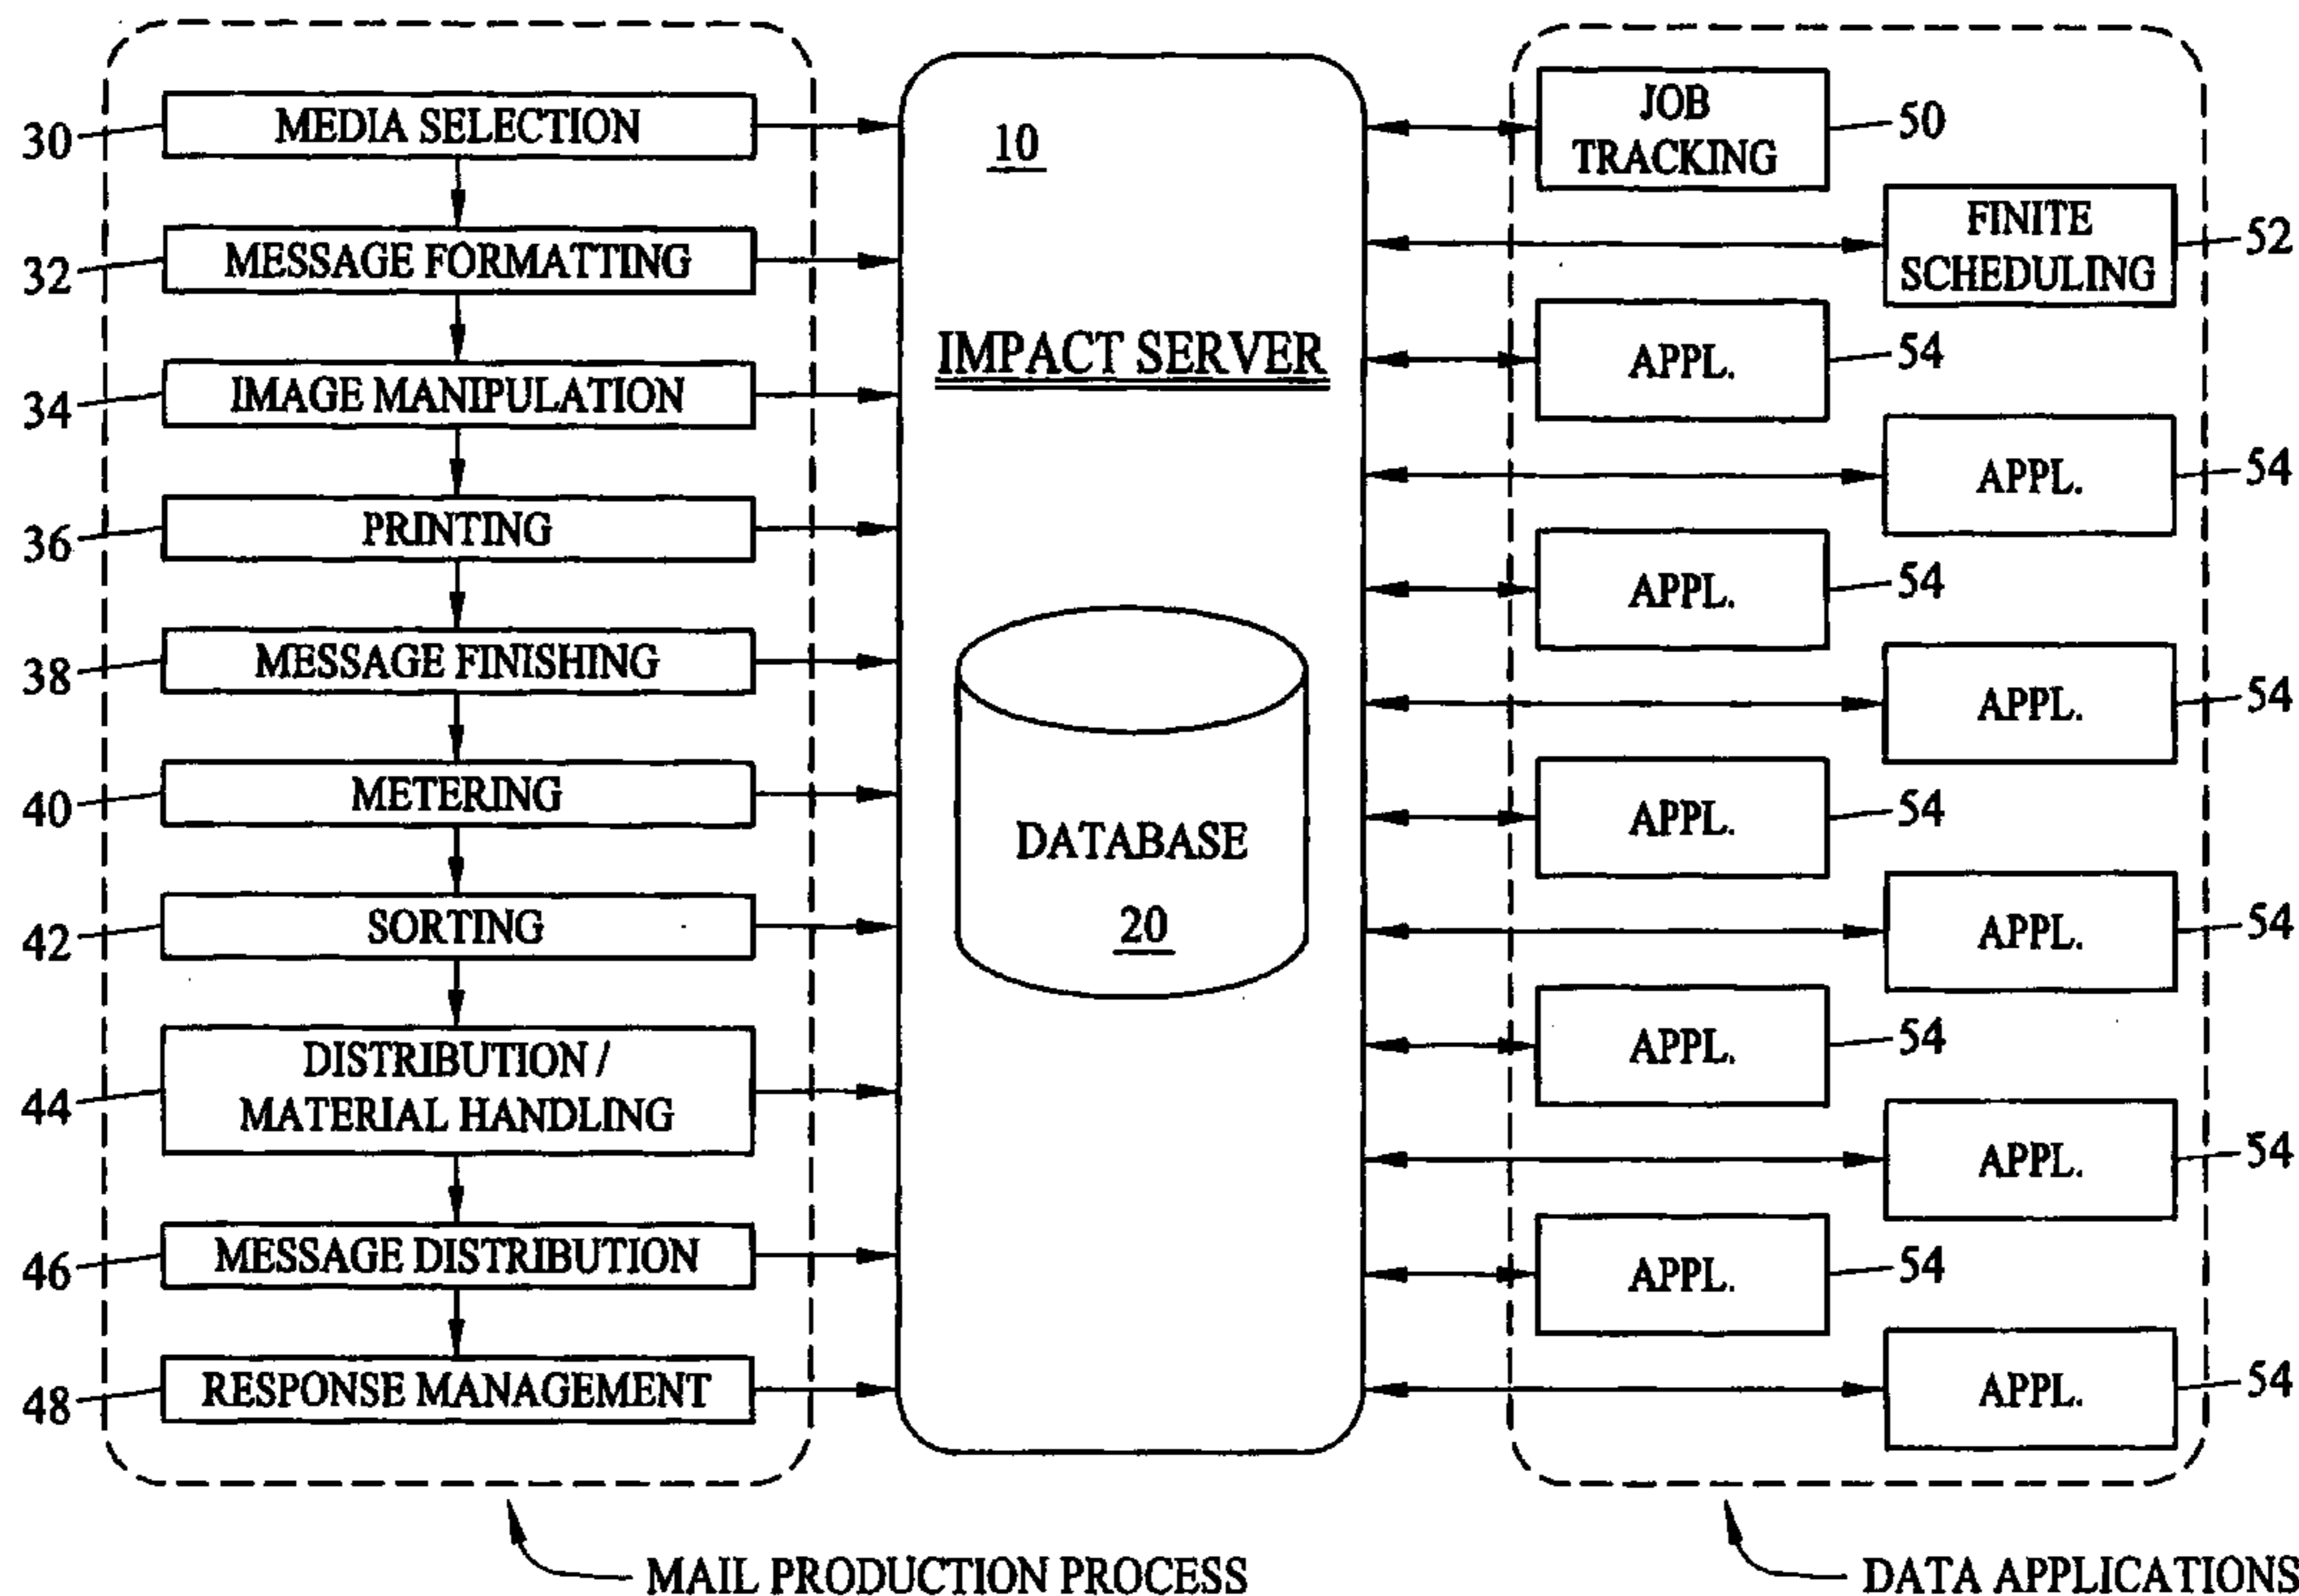 30
MEDIA SELECTION
32
MESSAGE FORMATTING
34
IMAGE MANIPULATION
36
PRINTING
38
MESSAGE FINISHING
40
METERING
42
SORTING
44
DISTRIBUTION /
MATERIAL HANDLING
46
MESSAGE DISTRIBUTION
48
RESPONSE MANAGEMENT
MAIL PRODUCTION PROCESS
10
IMPACT SERVER
DATABASE
20
JOB
TRACKING
50
FINITE
SCHEDULING
52
APPL.
54
APPL.
54
APPL.
54
APPL.
54
APPL.
54
APPL.
54
APPL.
54
APPL.
54
APPL.
54
APPL.
54
DATA APPLICATIONS